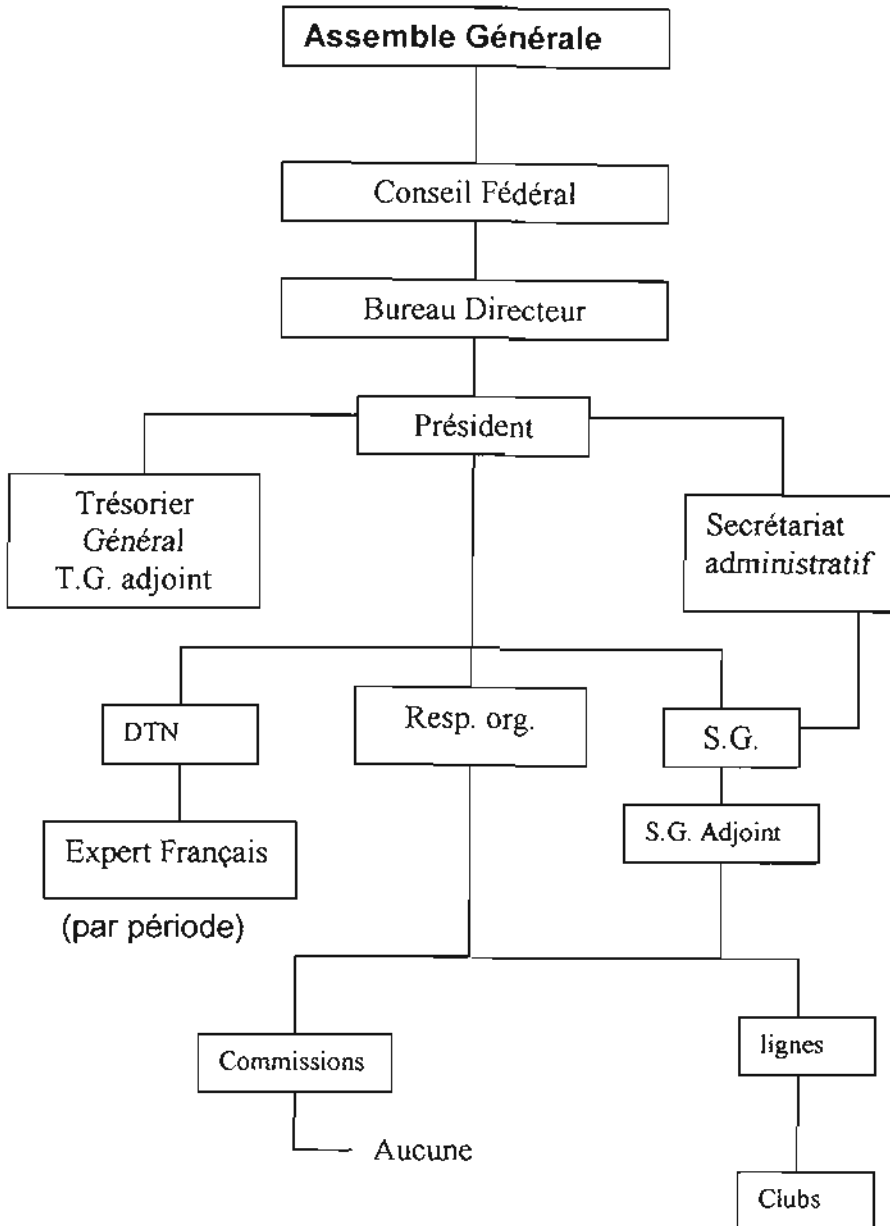 Assemble Générale
Conseil Fédéral
Bureau Directeur
Président
Trésorier
Général
T.G. adjoint
Secrétariat
administratif
DTN
Resp. org.
S.G.
Expert Français
S.G. Adjoint
(par période)
Commissions
lignes
Aucune
Clubs